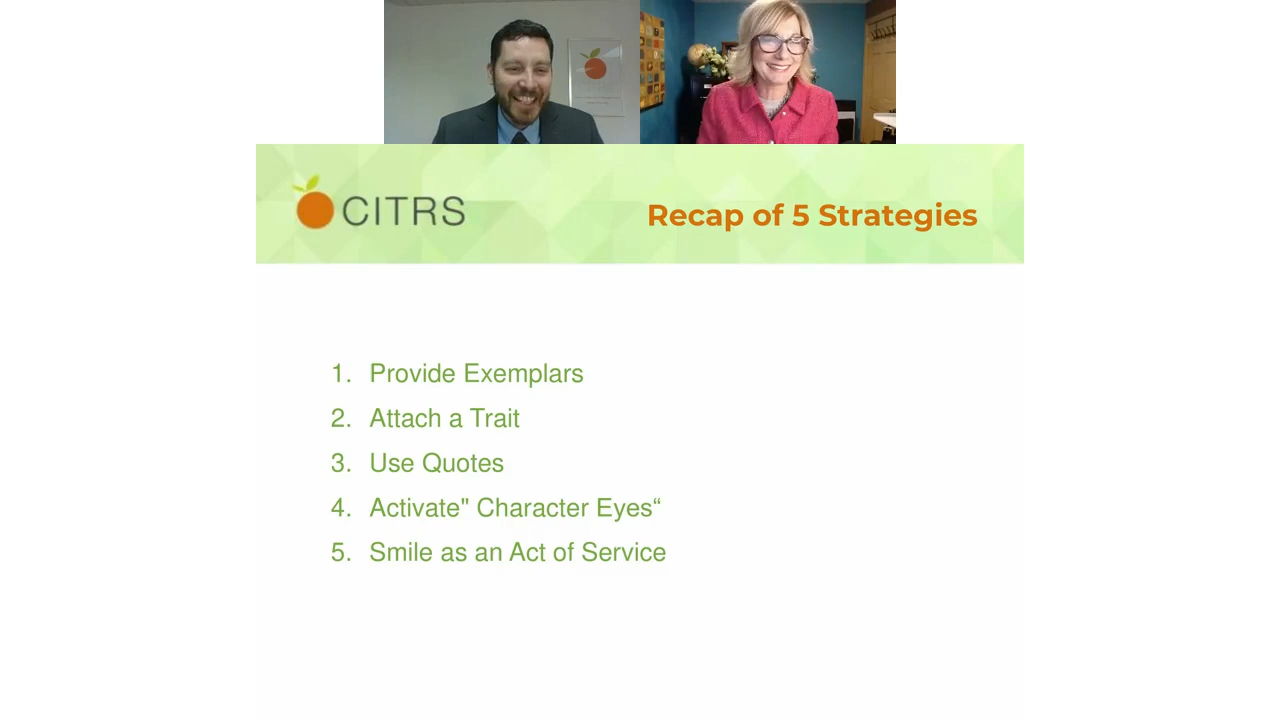 CITRS
Recap of 5 Strategies
1. Provide Exemplars
2. Attach a Trait
3. Use Quotes
4. Activate" Character Eyes“
5. Smile as an Act of Service